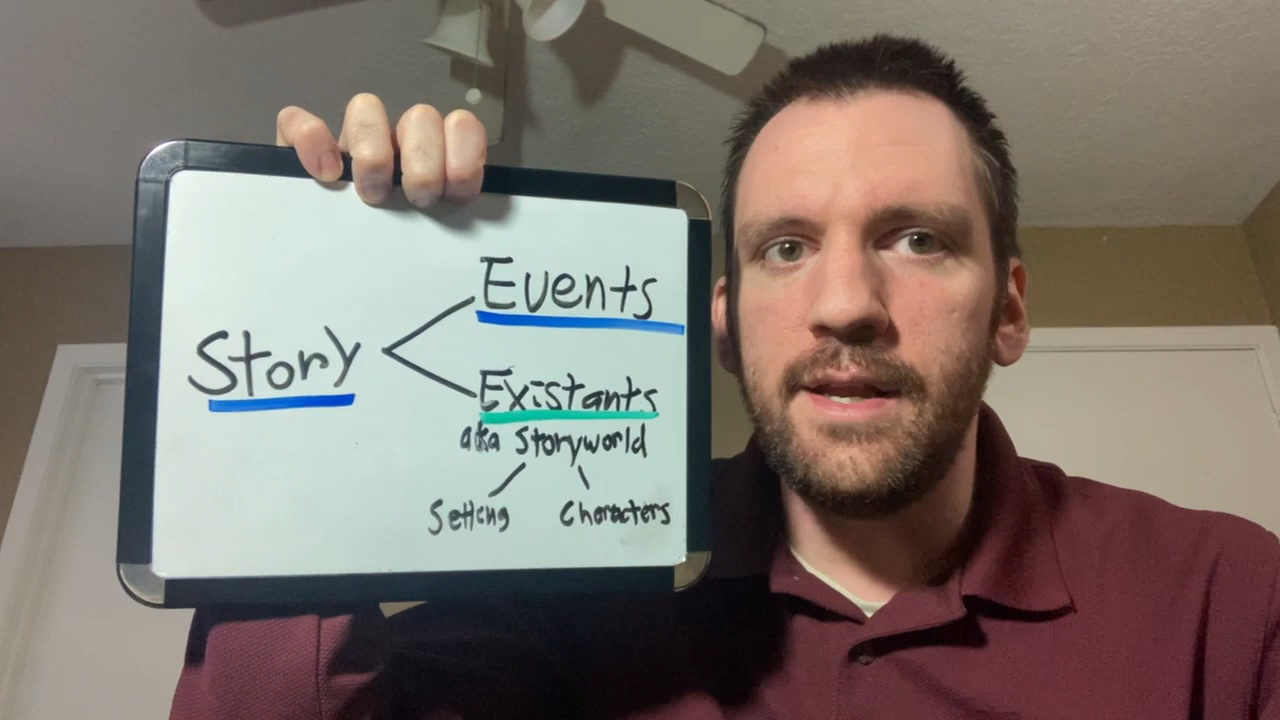 Story
Events
Existants
aka Storyworld
Setting
Characters